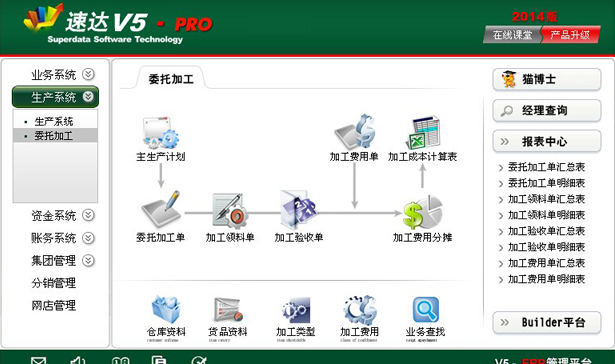 速达 V5 · PRO
Superdata Software Technology
2014版
在线课堂
产品升级
业务系统
生产系统
· 生产系统
· 委托加工
资金系统
账务系统
集团管理
分销管理
网店管理
委托加工
主生产计划
加工费用单
加工成本计算表
委托加工单
加工领料单
加工验收单
加工费用分摊
仓库资料
货品资料
加工类型
加工费用
业务查找
猫博士
经理查询
报表中心
委托加工单汇总表
委托加工单明细表
加工领料单汇总表
加工领料单明细表
加工验收单汇总表
加工验收单明细表
加工费用单汇总表
加工费用单明细表
Builder平台
V5 - ERP管理平台